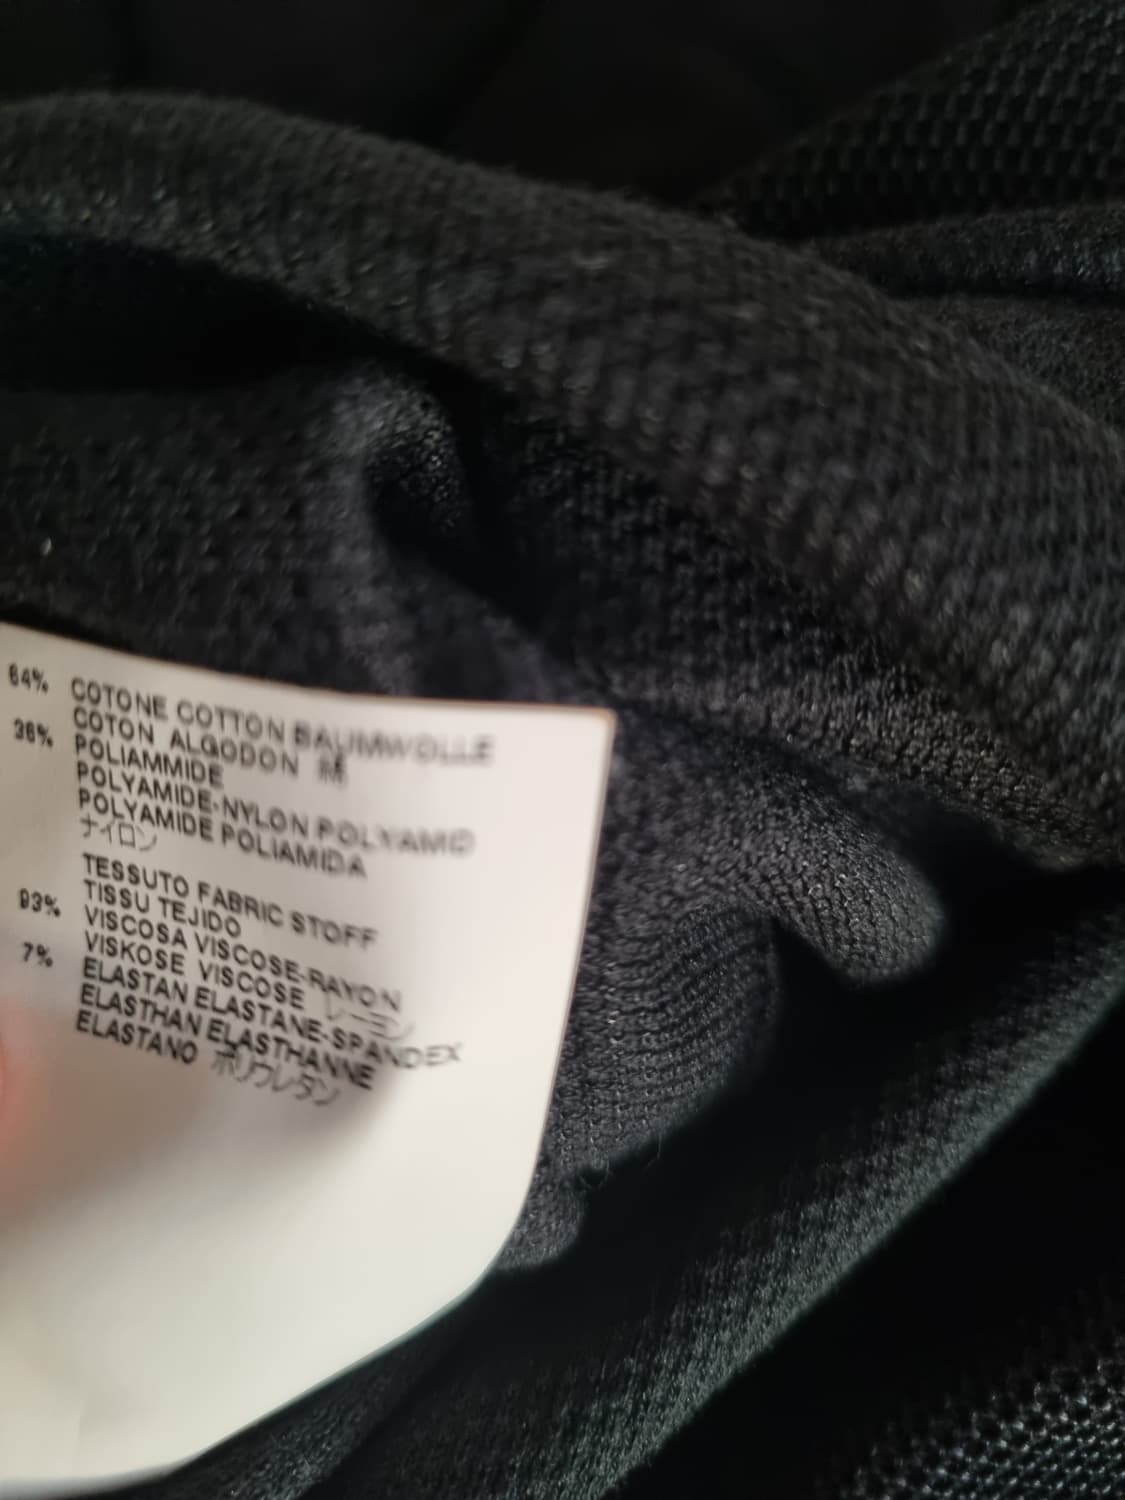 64% COTONE COTTON BAUMWOLLE
COTON ALGODON
36% POLIAMMIDE
POLYAMIDE-NYLON POLYAMID
POLYAMIDE POLIAMIDA
ナイロン
TESSUTO FABRIC STOFF
TISSU TEJIDO
93% VISCOSA VISCOSE-RAYON
VISKOSE VISCOSE レーヨン
7% ELASTAN ELASTANE-SPANDEX
ELASTHAN ELASTHANNE
ELASTANO ポリウレタン